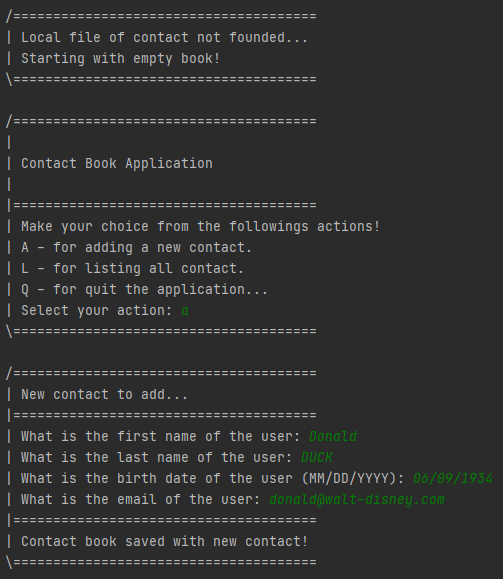 /======================================
| Local file of contact not founded...
| Starting with empty book!
\======================================

/======================================
|
| Contact Book Application
|
|======================================
| Make your choice from the followings actions!
| A - for adding a new contact.
| L - for listing all contact.
| Q - for quit the application...
| Select your action: a
\======================================

/======================================
| New contact to add...
|======================================
| What is the first name of the user: Donald
| What is the last name of the user: DUCK
| What is the birth date of the user (MM/DD/YYYY): 06/09/1934
| What is the email of the user: donald@walt-disney.com
|======================================
| Contact book saved with new contact!
\======================================